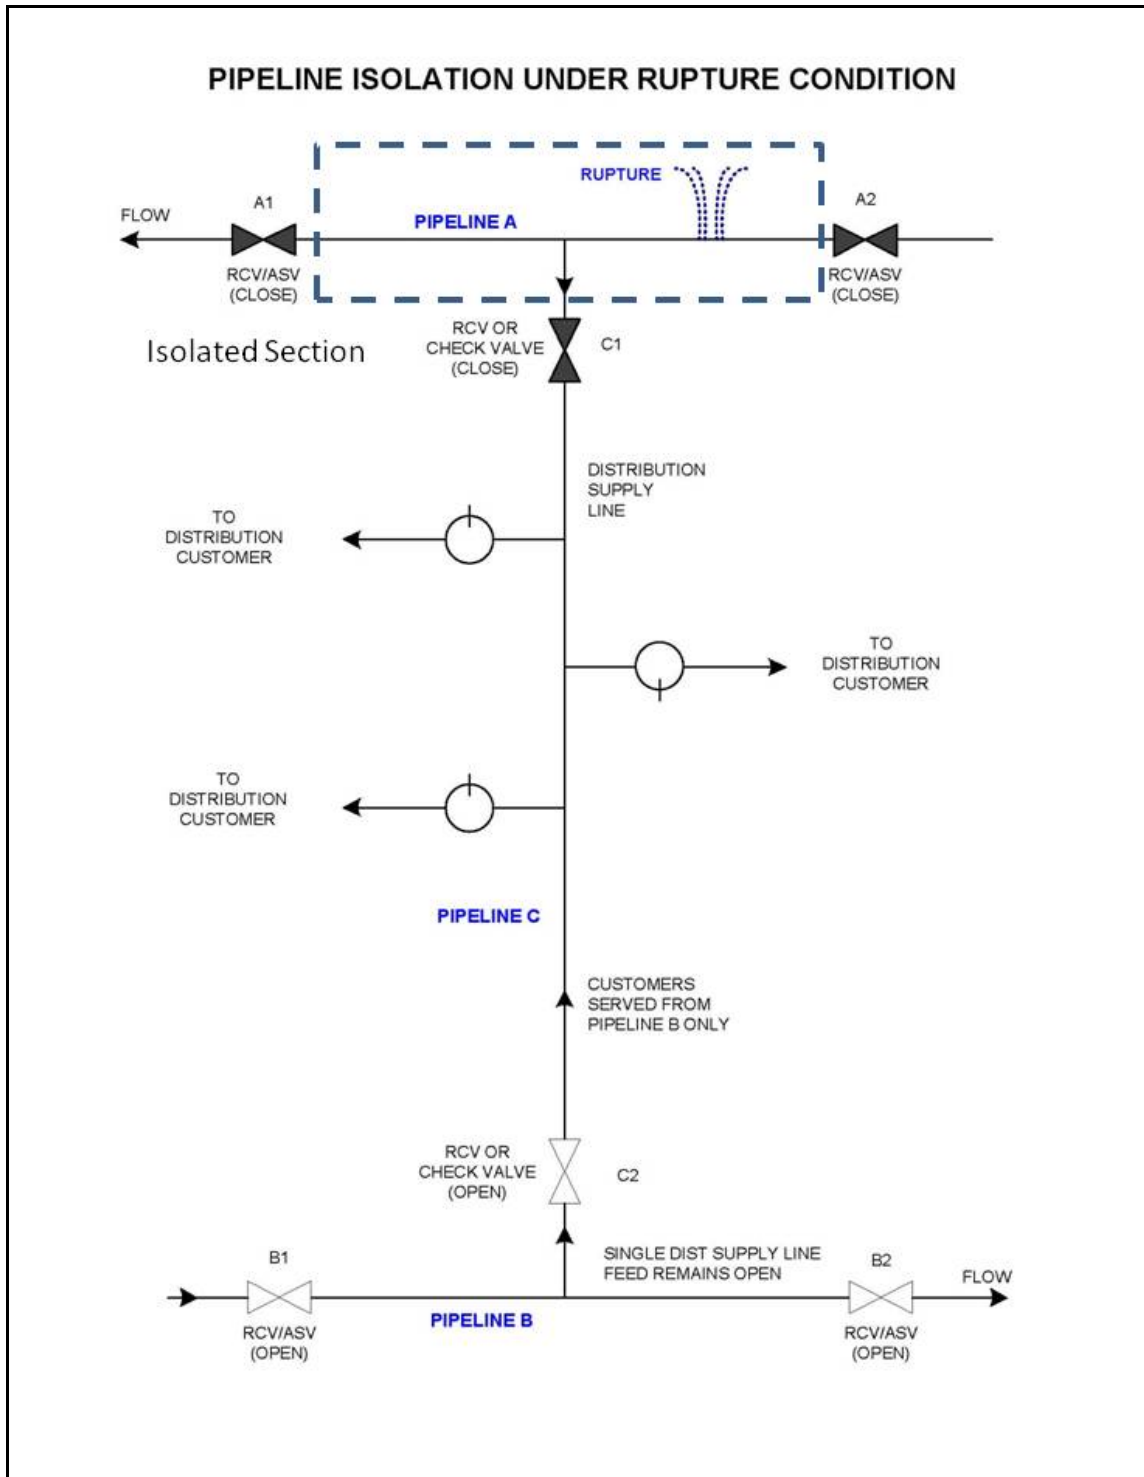 PIPELINE ISOLATION UNDER RUPTURE CONDITION
RUPTURE
A1
A2
FLOW
PIPELINE A
RCV/ASV
(CLOSE)
RCV/ASV
(CLOSE)
RCV OR
CHECK VALVE
(CLOSE)
C1
Isolated Section
DISTRIBUTION
SUPPLY
LINE
TO
DISTRIBUTION
CUSTOMER
TO
DISTRIBUTION
CUSTOMER
TO
DISTRIBUTION
CUSTOMER
PIPELINE C
CUSTOMERS
SERVED FROM
PIPELINE B ONLY
RCV OR
CHECK VALVE
(OPEN)
C2
SINGLE DIST SUPPLY LINE
FEED REMAINS OPEN
B1
B2
FLOW
PIPELINE B
RCV/ASV
(OPEN)
RCV/ASV
(OPEN)